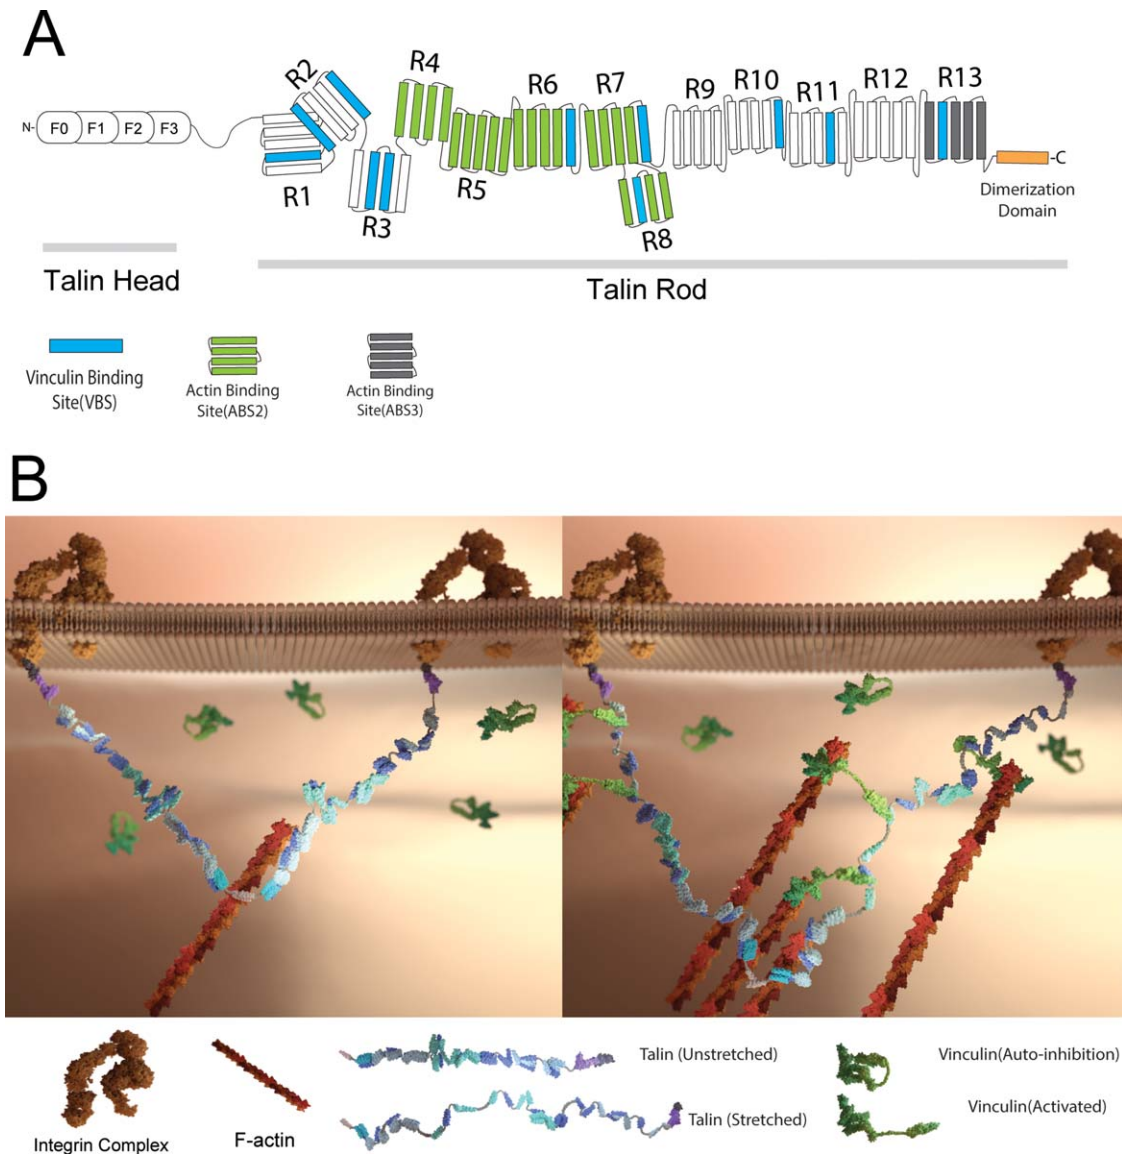 A
R2
R4
R6
R7
R9
R10
R11
R12
R13
N-
F0
F1
F2
F3
R1
R3
R5
R8
-C
Dimerization
Domain
Talin Head
Talin Rod
Vinculin Binding
Site(VBS)
Actin Binding
Site(ABS2)
Actin Binding
Site(ABS3)
B
Integrin Complex
F-actin
Talin (Unstretched)
Talin (Stretched)
Vinculin(Auto-inhibition)
Vinculin(Activated)